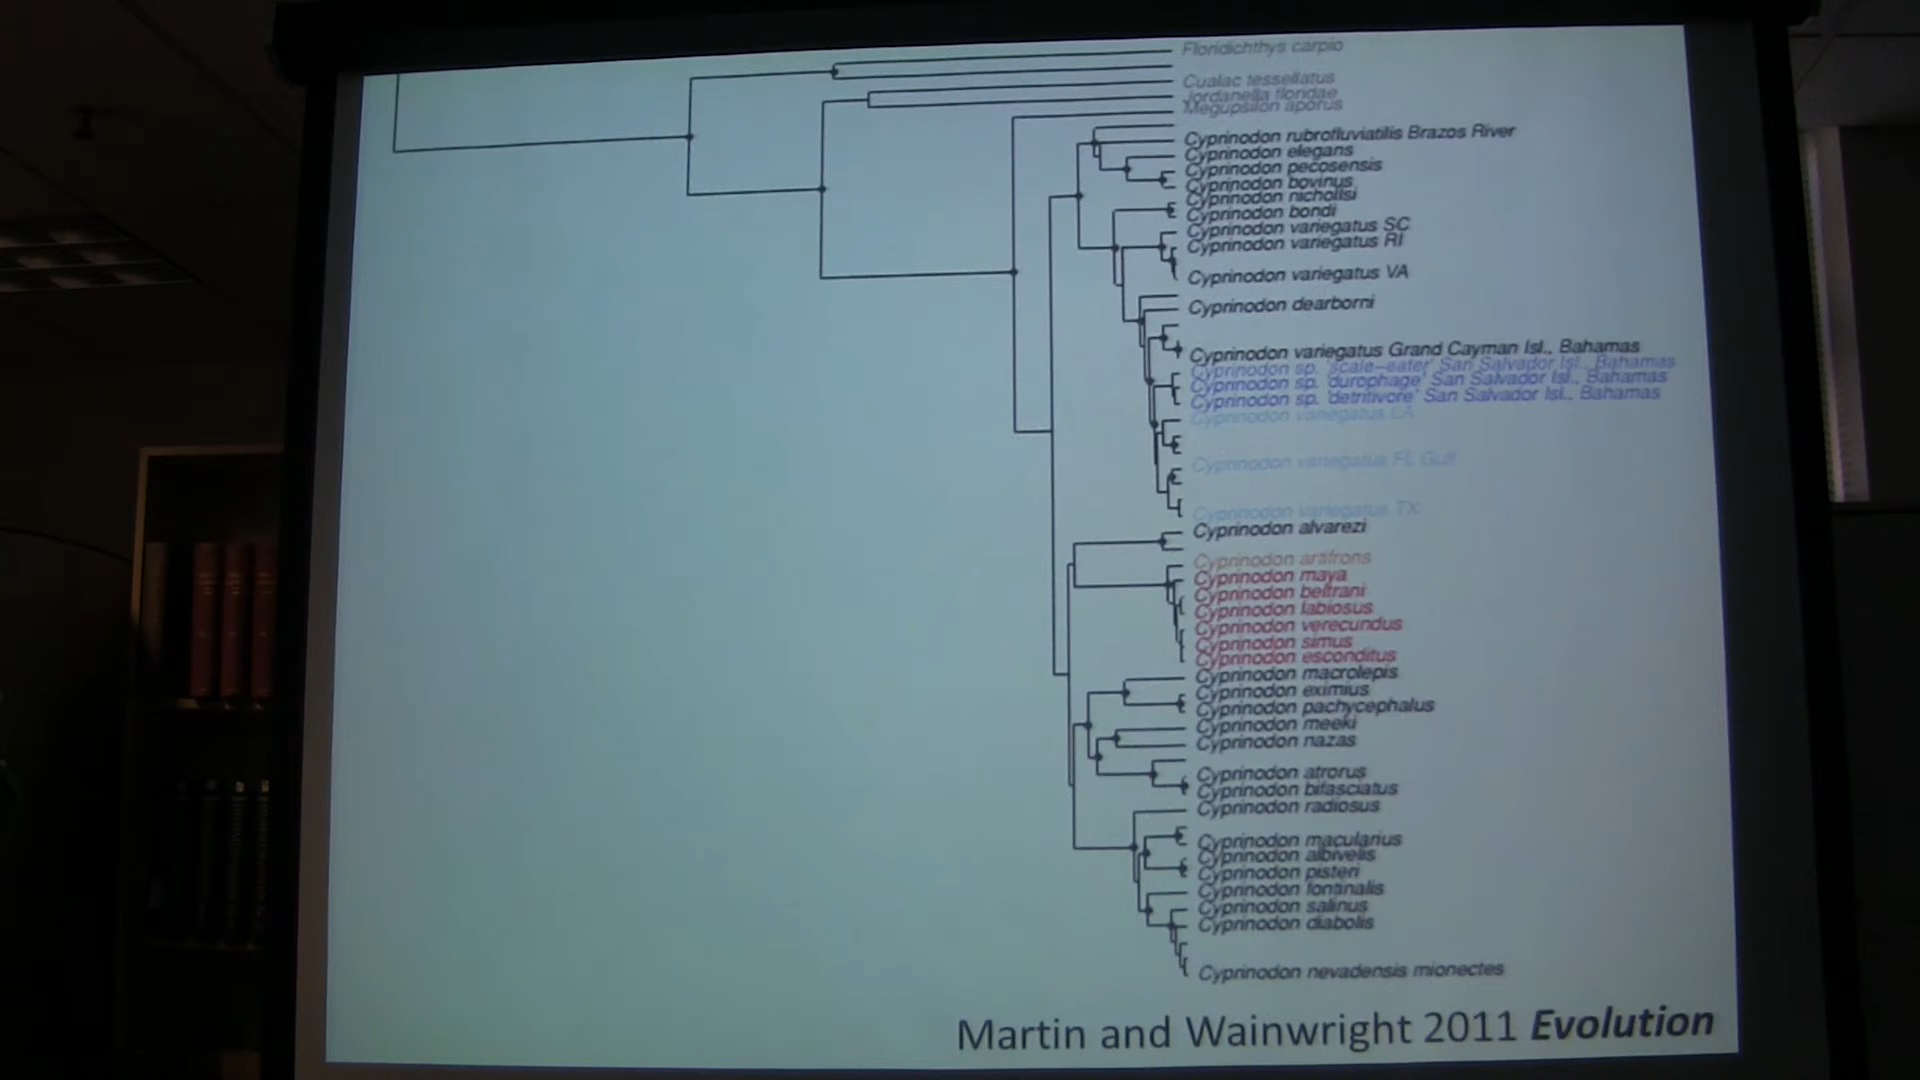 Floridichthys carpio
Cualac tessellatus
Jordanella floridae
Megupsilon aporus
Cyprinodon rubrofluviatilis Brazos River
Cyprinodon elegans
Cyprinodon pecosensis
Cyprinodon bovinus
Cyprinodon nichollsi
Cyprinodon bondi
Cyprinodon variegatus SC
Cyprinodon variegatus RI
Cyprinodon variegatus VA
Cyprinodon dearborni
Cyprinodon variegatus Grand Cayman Isl., Bahamas
Cyprinodon sp. 'scale-eater' San Salvador Isl., Bahamas
Cyprinodon sp. 'durophage' San Salvador Isl., Bahamas
Cyprinodon sp. 'detritivore' San Salvador Isl., Bahamas
Cyprinodon variegatus LA
Cyprinodon variegatus FL Gulf
Cyprinodon variegatus TX
Cyprinodon alvarezi
Cyprinodon artifrons
Cyprinodon maya
Cyprinodon beltrani
Cyprinodon labiosus
Cyprinodon verecundus
Cyprinodon simus
Cyprinodon esconditus
Cyprinodon macrolepis
Cyprinodon eximius
Cyprinodon pachycephalus
Cyprinodon meeki
Cyprinodon nazas
Cyprinodon atrorus
Cyprinodon bifasciatus
Cyprinodon radiosus
Cyprinodon macularius
Cyprinodon albivelis
Cyprinodon pisteri
Cyprinodon fontinalis
Cyprinodon salinus
Cyprinodon diabolis
Cyprinodon nevadensis mionectes
Martin and Wainwright 2011 Evolution